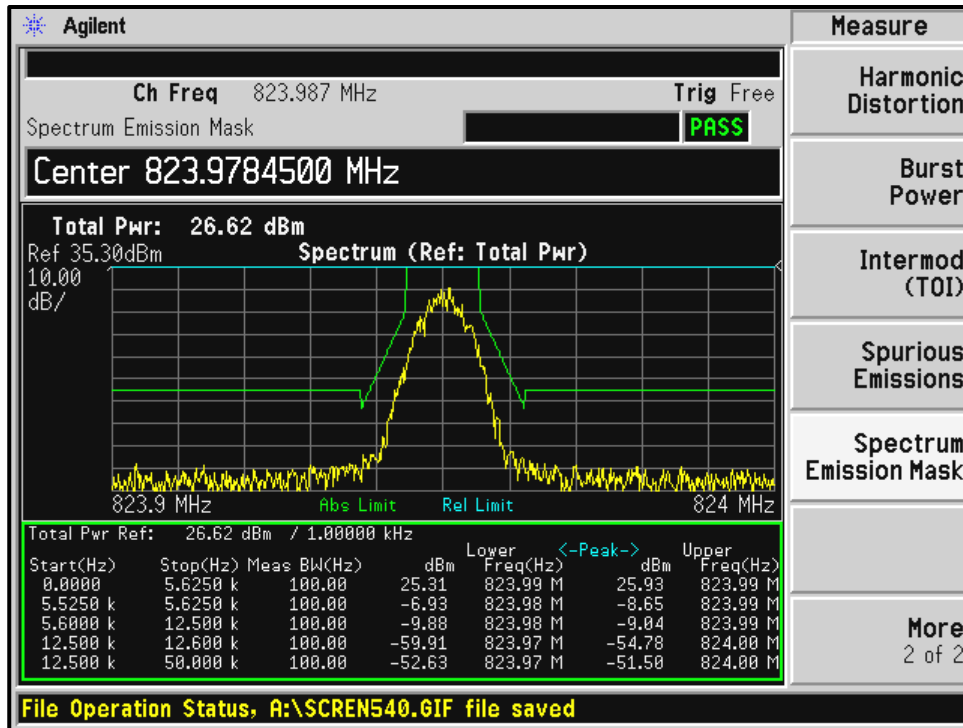 Agilent
Measure
Ch Freq 823.987 MHz Trig Free
Spectrum Emission Mask PASS
Center 823.9784500 MHz
Total Pwr: 26.62 dBm
Ref 35.30dBm Spectrum (Ref: Total Pwr)
10.00
dB/
823.9 MHz Abs Limit Rel Limit 824 MHz
Total Pwr Ref: 26.62 dBm / 1.00000 kHz
Lower <-Peak-> Upper
Start(Hz) Stop(Hz) Meas BW(Hz) dBm Freq(Hz) dBm Freq(Hz)
0.0000 5.6250 k 100.00 25.31 823.99 M 25.93 823.99 M
5.5250 k 5.6250 k 100.00 -6.93 823.98 M -8.65 823.99 M
5.6000 k 12.500 k 100.00 -9.88 823.98 M -9.04 823.99 M
12.500 k 12.600 k 100.00 -59.91 823.97 M -54.78 824.00 M
12.500 k 50.000 k 100.00 -52.63 823.97 M -51.50 824.00 M
File Operation Status, A:\SCREN540.GIF file saved
Harmonic
Distortion
Burst
Power
Intermod
(TOI)
Spurious
Emissions
Spectrum
Emission Mask
More
2 of 2